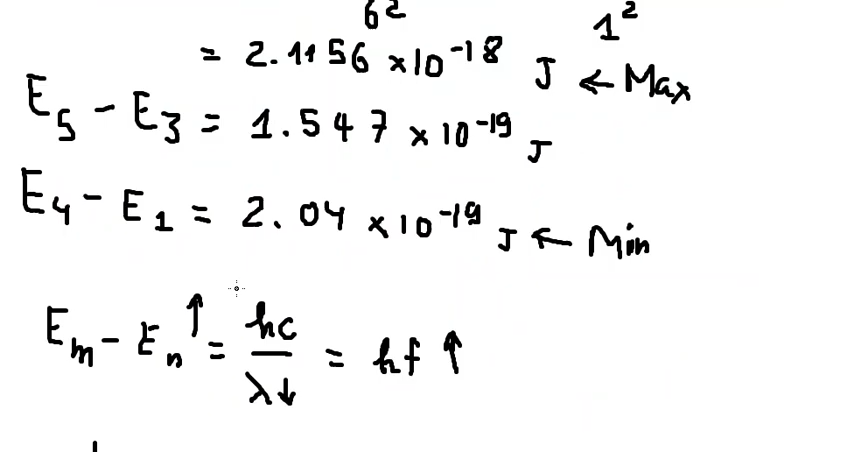 6² 1²
= 2.1156 ×10⁻¹⁸ J ← Max
E₅ - E₃ = 1.547 ×10⁻¹⁹ J
E₄ - E₁ = 2.04 ×10⁻¹⁹ J ← Min
Eₘ - Eₙ ↑ = hc/λ↓ = hf ↑